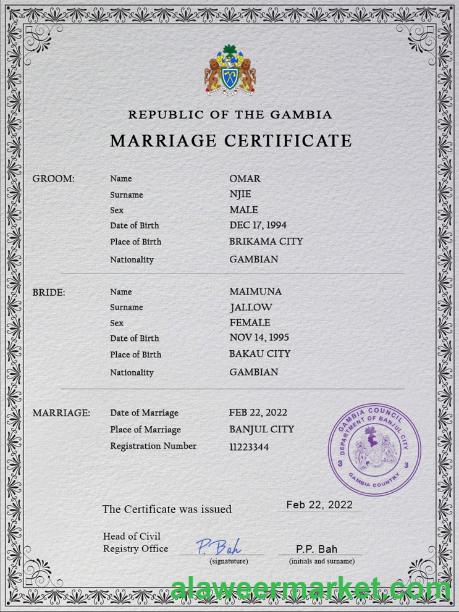 REPUBLIC OF THE GAMBIA
MARRIAGE CERTIFICATE
GROOM: Name OMAR
Surname NJIE
Sex MALE
Date of Birth DEC 17, 1994
Place of Birth BRIKAMA CITY
Nationality GAMBIAN
BRIDE: Name MAIMUNA
Surname JALLOW
Sex FEMALE
Date of Birth NOV 14, 1995
Place of Birth BAKAU CITY
Nationality GAMBIAN
MARRIAGE: Date of Marriage FEB 22, 2022
Place of Marriage BANJUL CITY
Registration Number 11223344
GAMBIA COUNCIL
DEPARTMENT OF BANJUL CITY
3 3
GAMBIA COUNTRY
The Certificate was issued Feb 22, 2022
Head of Civil
Registry Office P. Bah P.P. Bah
(signatuture) (initials and surname)
alaweermarket.com